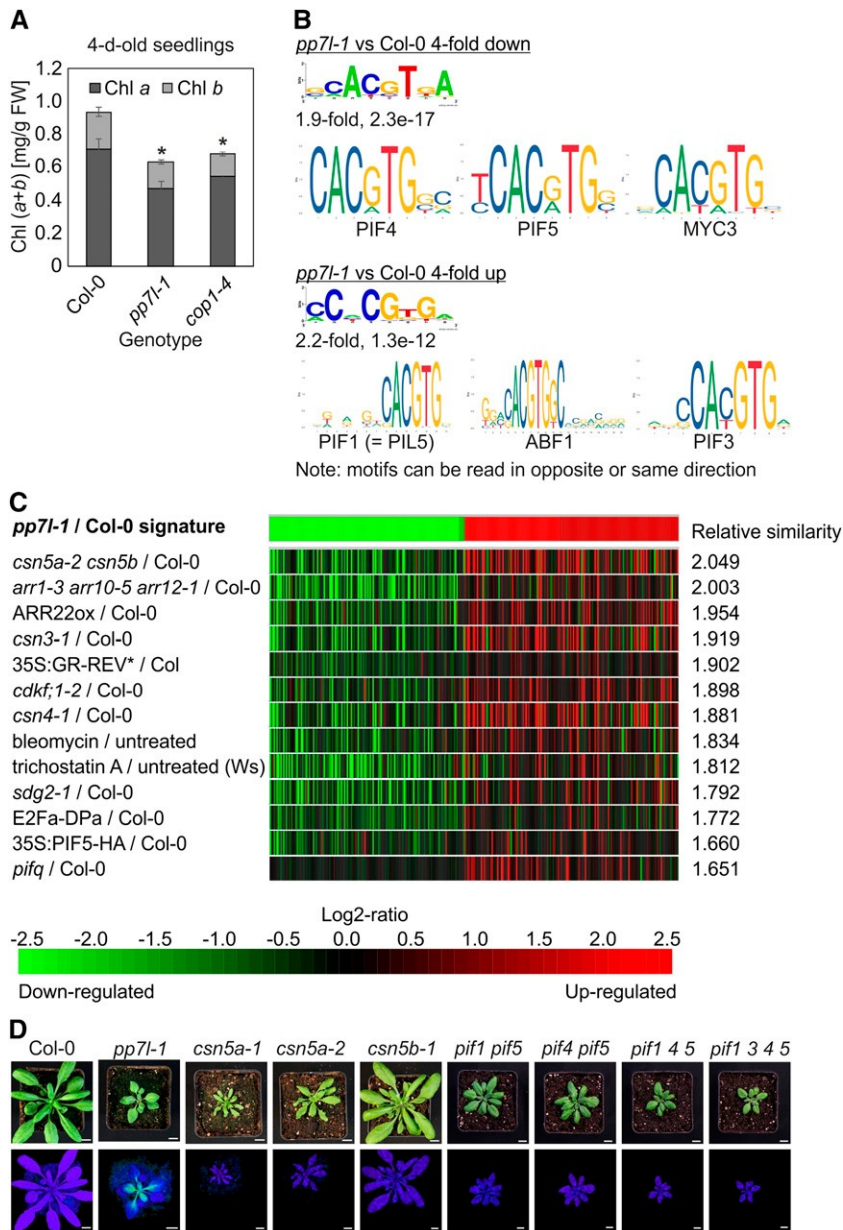 A
4-d-old seedlings
1.2
1.0
0.8
0.6
0.4
0.2
0
Chl (a+b) [mg/g FW]
Chl a
Chl b
*
*
Col-0
pp7l-1
cop1-4
Genotype
B
pp7l-1 vs Col-0 4-fold down
1.9-fold, 2.3e-17
PIF4
PIF5
MYC3
pp7l-1 vs Col-0 4-fold up
2.2-fold, 1.3e-12
PIF1 (= PIL5)
ABF1
PIF3
Note: motifs can be read in opposite or same direction
C
pp7l-1 / Col-0 signature Relative similarity
csn5a-2 csn5b / Col-0 2.049
arr1-3 arr10-5 arr12-1 / Col-0 2.003
ARR22ox / Col-0 1.954
csn3-1 / Col-0 1.919
35S:GR-REV* / Col 1.902
cdkf;1-2 / Col-0 1.898
csn4-1 / Col-0 1.881
bleomycin / untreated 1.834
trichostatin A / untreated (Ws) 1.812
sdg2-1 / Col-0 1.792
E2Fa-DPa / Col-0 1.772
35S:PIF5-HA / Col-0 1.660
pifq / Col-0 1.651
Log2-ratio
-2.5 -2.0 -1.5 -1.0 -0.5 0.0 0.5 1.0 1.5 2.0 2.5
Down-regulated Up-regulated
D
Col-0 pp7l-1 csn5a-1 csn5a-2 csn5b-1 pif1 pif5 pif4 pif5 pif1 4 5 pif1 3 4 5